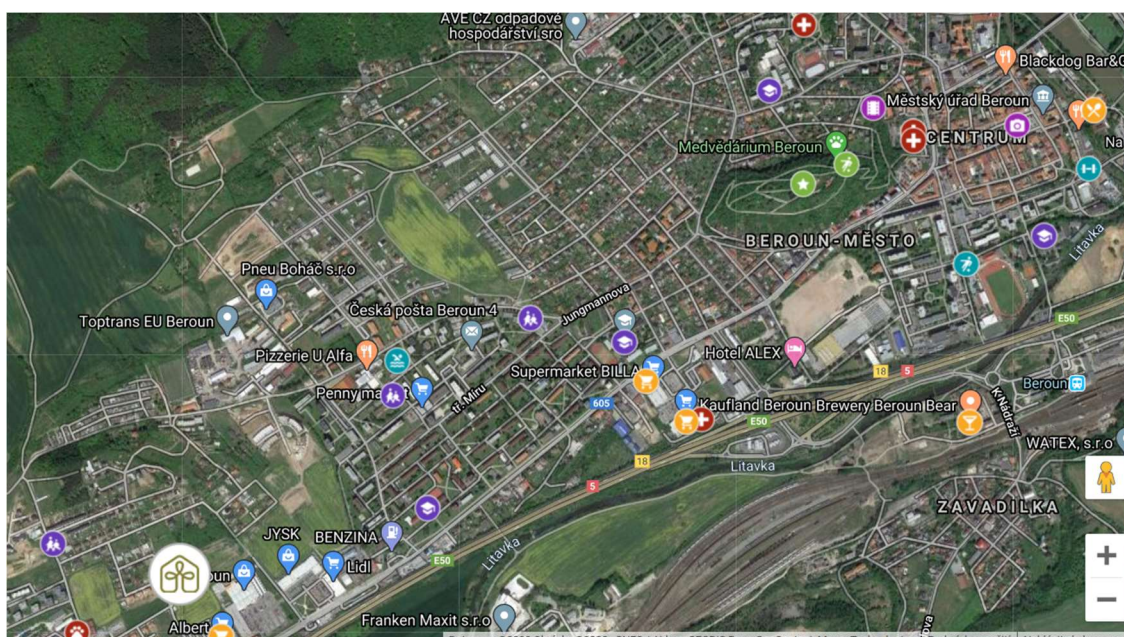 AVE CZ odpadové
hospodářství sro
Blackdog Bar&G
Městský úřad Beroun
CENTRUM
Na
Medvědárium Beroun
BEROUN-MĚSTO
Litavka
Pneu Boháč s.r.o
Jungmannova
Česká pošta Beroun 4
Toptrans EU Beroun
E50
Pizzerie U Alfa
Hotel ALEX
Supermarket BILLA
18
5
Beroun
Penny market
tř. Míru
605
Kaufland Beroun
Brewery Beroun Bear
K Nádraží
E50
WATEX, s.r.o
18
Litavka
5
ZAVADILKA
JYSK
BENZINA
E50
Litavka
oun
Lidl
Albert
Franken Maxit s.r.o